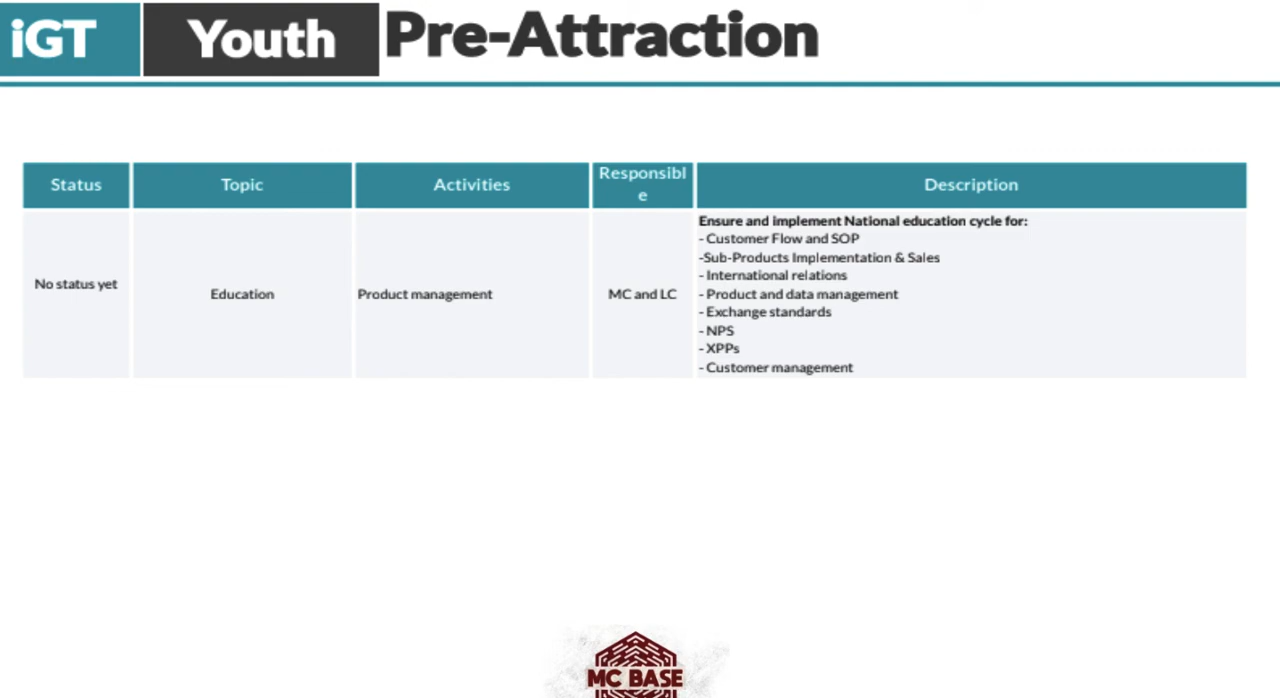 iGT Youth Pre-Attraction
Status Topic Activities Responsibl
e Description
No status yet Education Product management MC and LC
Ensure and implement National education cycle for:
- Customer Flow and SOP
-Sub-Products Implementation & Sales
- International relations
- Product and data management
- Exchange standards
- NPS
- XPPs
- Customer management
MC BASE